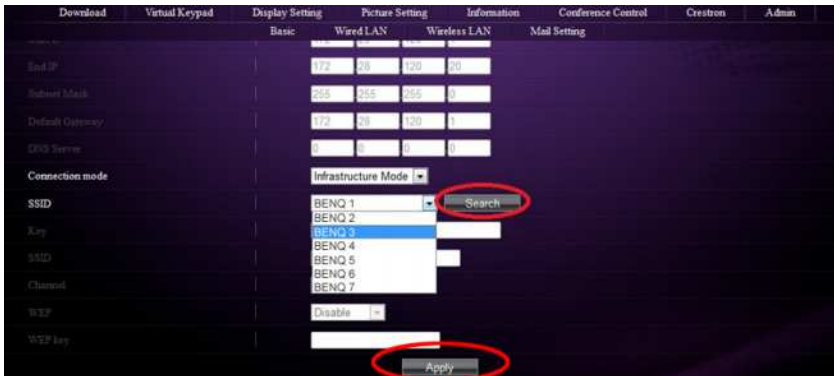 Download Virtual Keypad Display Setting Picture Setting Information Conference Control Crestron Admin
Basic Wired LAN Wireless LAN Mail Setting
End IP 172 28 120 20
Subnet Mask 255 255 255 0
Default Gateway 172 28 120 1
DNS Server 0 0 0 0
Connection mode Infrastructure Mode
SSID BENQ 1 Search
BENQ 2
Key BENQ 3
BENQ 4
SSID BENQ 5
BENQ 6
Channel BENQ 7
WEP Disable
WEP key
Apply